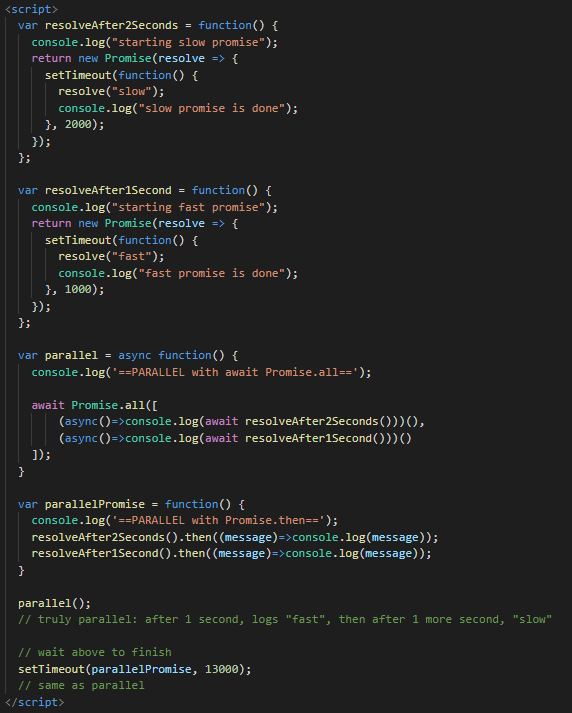 <script>
  var resolveAfter2Seconds = function() {
    console.log("starting slow promise");
    return new Promise(resolve => {
      setTimeout(function() {
        resolve("slow");
        console.log("slow promise is done");
      }, 2000);
    });
  };

  var resolveAfter1Second = function() {
    console.log("starting fast promise");
    return new Promise(resolve => {
      setTimeout(function() {
        resolve("fast");
        console.log("fast promise is done");
      }, 1000);
    });
  };

  var parallel = async function() {
    console.log('==PARALLEL with await Promise.all==');

    await Promise.all([
        (async()=>console.log(await resolveAfter2Seconds()))(),
        (async()=>console.log(await resolveAfter1Second()))()
    ]);
  }

  var parallelPromise = function() {
    console.log('==PARALLEL with Promise.then==');
    resolveAfter2Seconds().then((message)=>console.log(message));
    resolveAfter1Second().then((message)=>console.log(message));
  }

  parallel();
  // truly parallel: after 1 second, logs "fast", then after 1 more second, "slow"

  // wait above to finish
  setTimeout(parallelPromise, 13000);
  // same as parallel
</script>